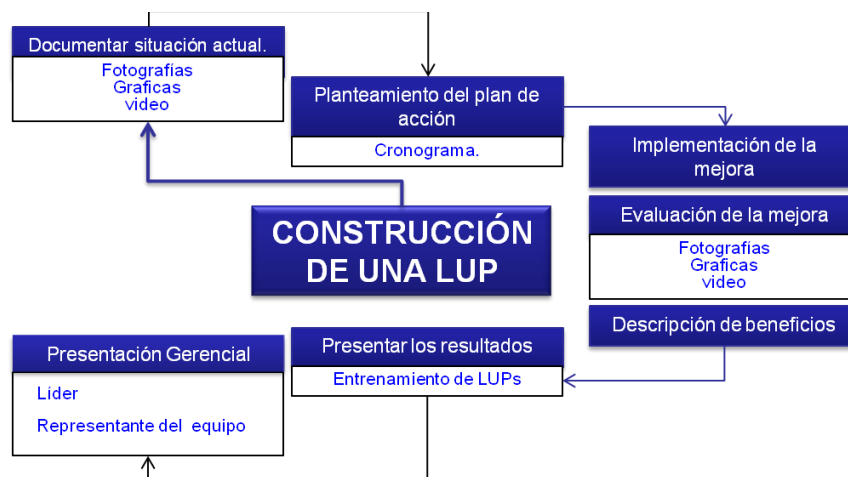 Documentar situación actual.
Fotografías
Graficas
video
Planteamiento del plan de
acción
Cronograma.
Implementación de la
mejora
Evaluación de la mejora
Fotografías
Graficas
video
Descripción de beneficios
CONSTRUCCIÓN
DE UNA LUP
Presentar los resultados
Entrenamiento de LUPs
Presentación Gerencial
Líder
Representante del equipo